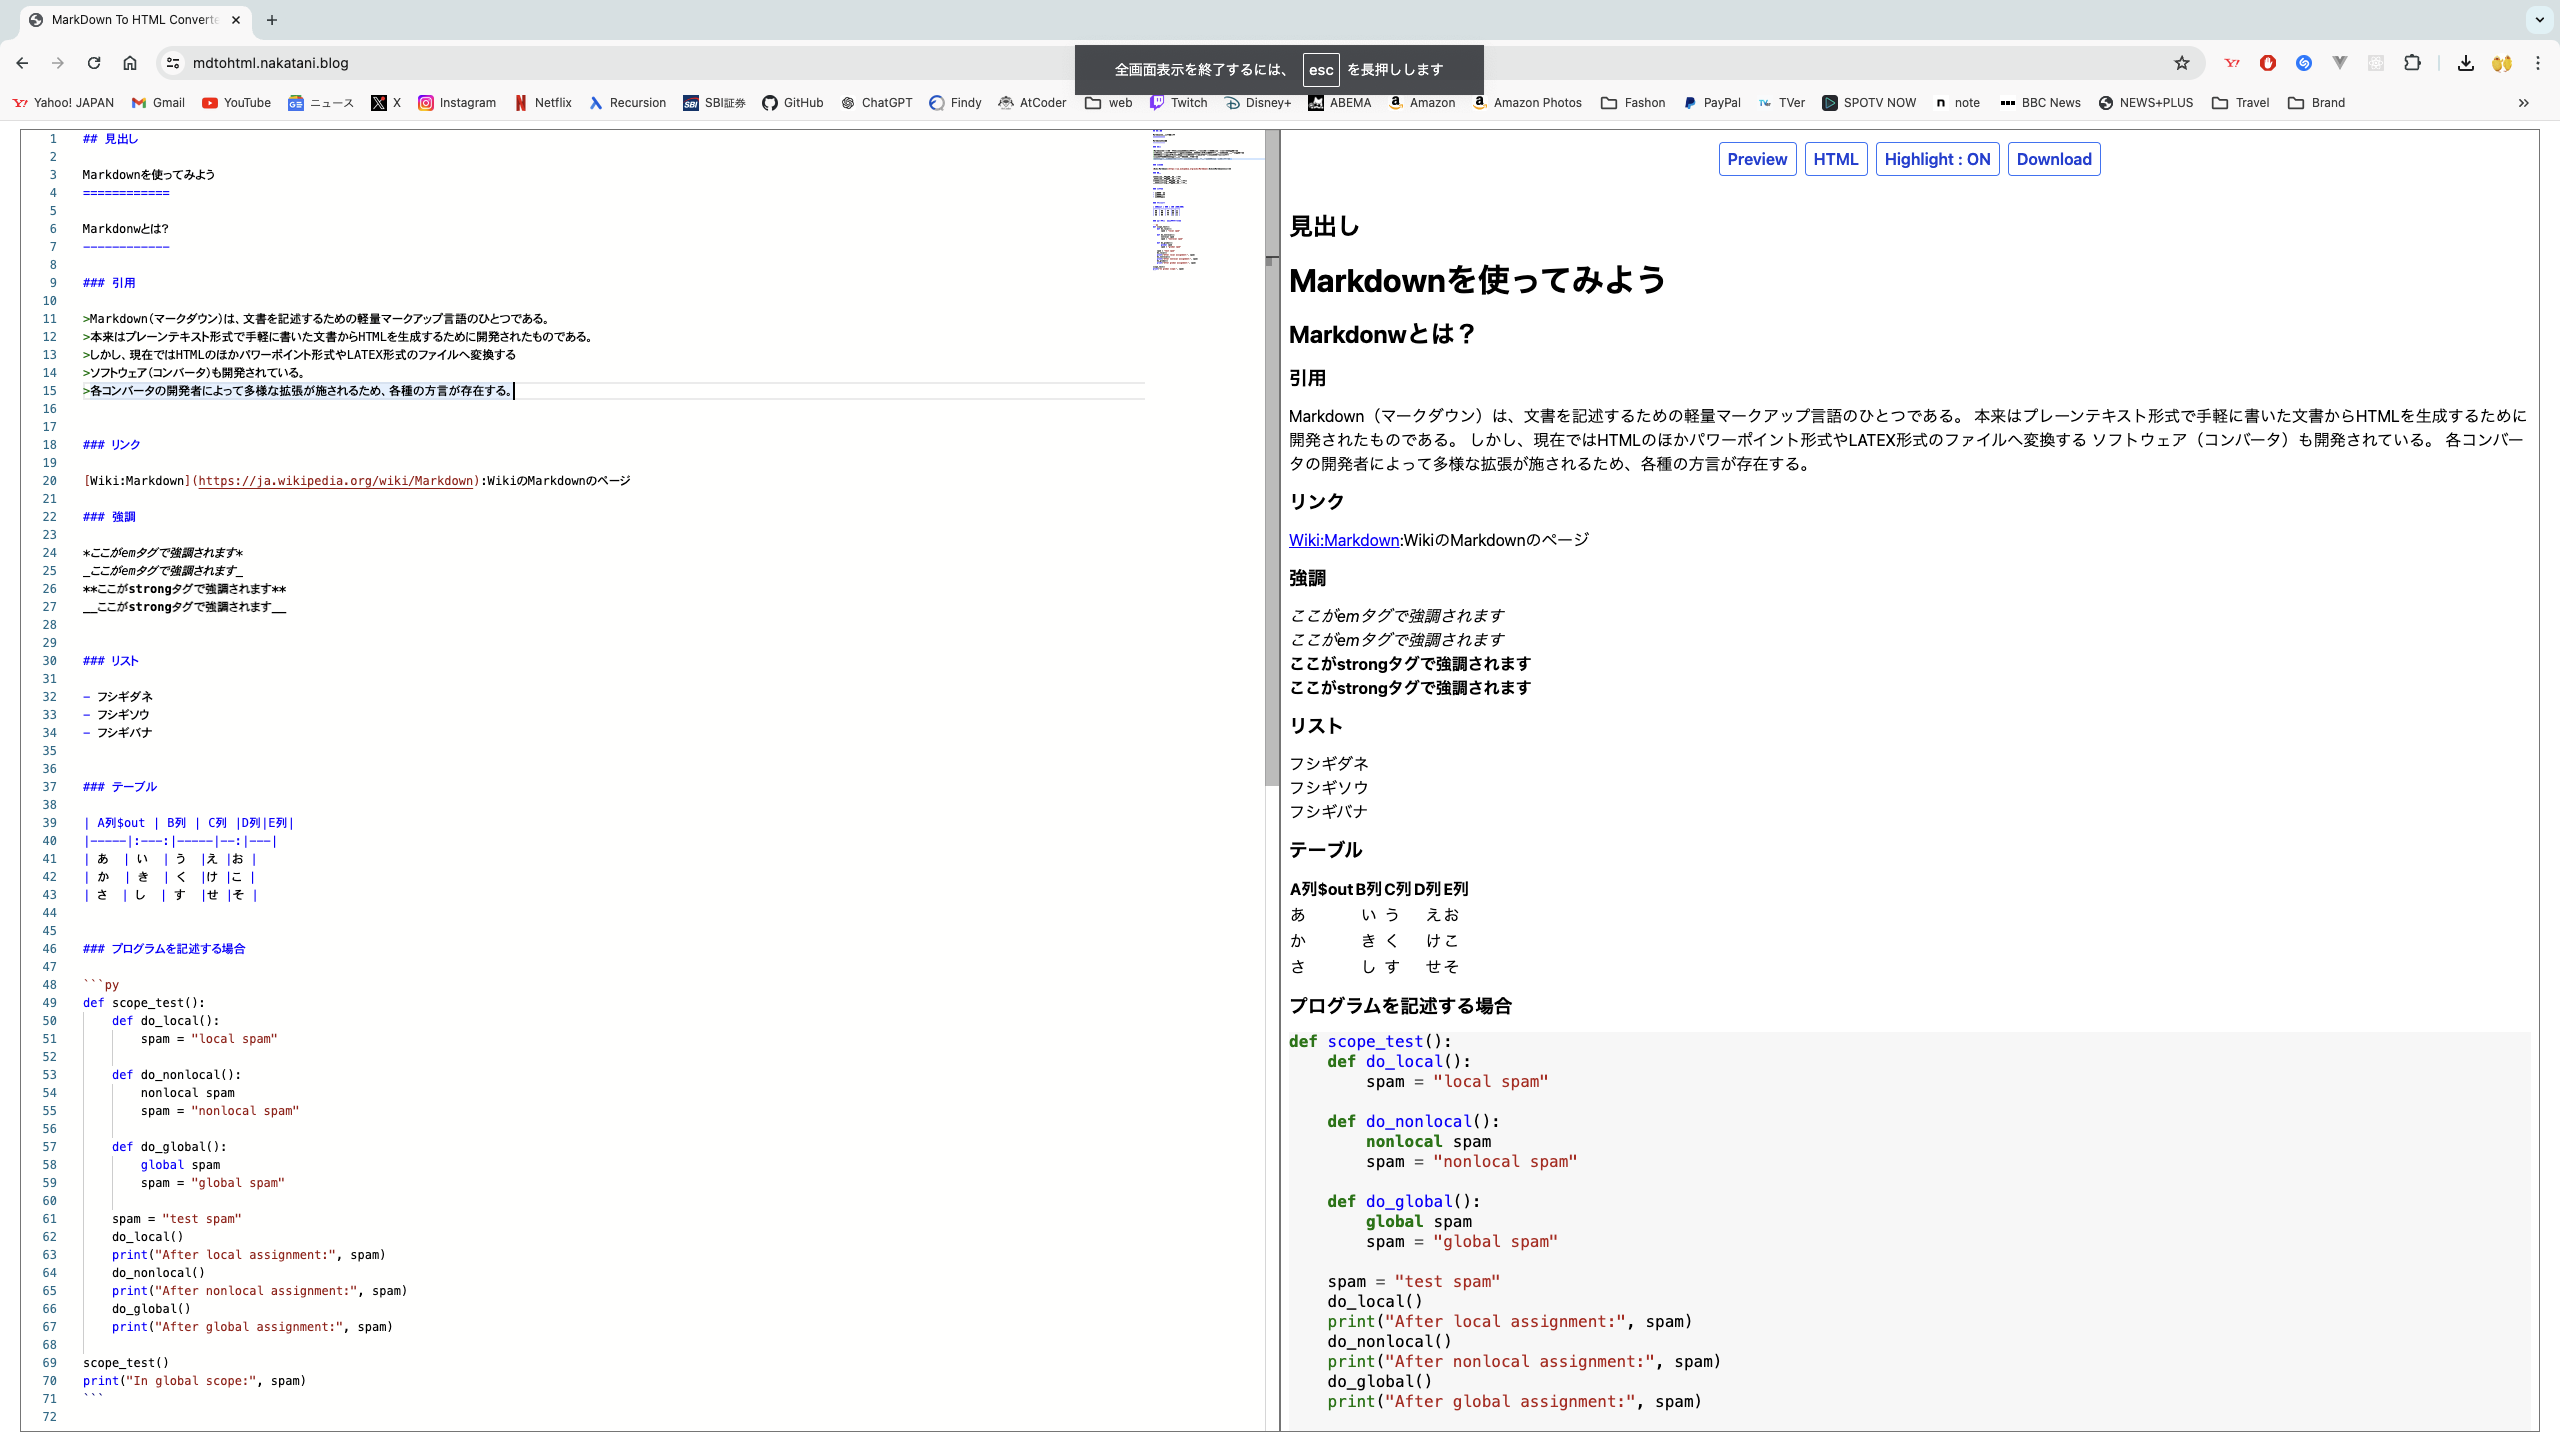 MarkDown To HTML Converte
mdtohtml.nakatani.blog
全画面表示を終了するには、 esc を長押しします
Yahoo! JAPAN Gmail YouTube ニュース X Instagram Netflix Recursion SBI証券 GitHub ChatGPT Findy AtCoder web Twitch Disney+ ABEMA Amazon Amazon Photos Fashon PayPal TVer SPOTV NOW note BBC News NEWS+PLUS Travel Brand »
1 ## 見出し
2
3 Markdownを使ってみよう
4 ============
5
6 Markdonwとは？
7 ------------
8
9 ### 引用
10
11 >Markdown（マークダウン）は、文書を記述するための軽量マークアップ言語のひとつである。
12 >本来はプレーンテキスト形式で手軽に書いた文書からHTMLを生成するために開発されたものである。
13 >しかし、現在ではHTMLのほかパワーポイント形式やLATEX形式のファイルへ変換する
14 >ソフトウェア（コンバータ）も開発されている。
15 >各コンバータの開発者によって多様な拡張が施されるため、各種の方言が存在する。
16
17
18 ### リンク
19
20 [Wiki:Markdown](https://ja.wikipedia.org/wiki/Markdown):WikiのMarkdownのページ
21
22 ### 強調
23
24 *ここがemタグで強調されます*
25 _ここがemタグで強調されます_
26 **ここがstrongタグで強調されます**
27 __ここがstrongタグで強調されます__
28
29
30 ### リスト
31
32 - フシギダネ
33 - フシギソウ
34 - フシギバナ
35
36
37 ### テーブル
38
39 | A列$out | B列 | C列 |D列|E列|
40 |-----|:---:|-----|--:|---|
41 | あ | い | う |え |お |
42 | か | き | く |け |こ |
43 | さ | し | す |せ |そ |
44
45
46 ### プログラムを記述する場合
47
48 ```py
49 def scope_test():
50     def do_local():
51         spam = "local spam"
52
53     def do_nonlocal():
54         nonlocal spam
55         spam = "nonlocal spam"
56
57     def do_global():
58         global spam
59         spam = "global spam"
60
61     spam = "test spam"
62     do_local()
63     print("After local assignment:", spam)
64     do_nonlocal()
65     print("After nonlocal assignment:", spam)
66     do_global()
67     print("After global assignment:", spam)
68
69 scope_test()
70 print("In global scope:", spam)
71 ```
72
Preview HTML Highlight : ON Download
見出し
Markdownを使ってみよう
Markdonwとは？
引用
Markdown（マークダウン）は、文書を記述するための軽量マークアップ言語のひとつである。 本来はプレーンテキスト形式で手軽に書いた文書からHTMLを生成するために
開発されたものである。 しかし、現在ではHTMLのほかパワーポイント形式やLATEX形式のファイルへ変換する ソフトウェア（コンバータ）も開発されている。 各コンバー
タの開発者によって多様な拡張が施されるため、各種の方言が存在する。
リンク
Wiki:Markdown:WikiのMarkdownのページ
強調
ここがemタグで強調されます
ここがemタグで強調されます
ここがstrongタグで強調されます
ここがstrongタグで強調されます
リスト
フシギダネ
フシギソウ
フシギバナ
テーブル
A列$out B列 C列 D列 E列
あ い う え お
か き く け こ
さ し す せ そ
プログラムを記述する場合
def scope_test():
    def do_local():
        spam = "local spam"

    def do_nonlocal():
        nonlocal spam
        spam = "nonlocal spam"

    def do_global():
        global spam
        spam = "global spam"

    spam = "test spam"
    do_local()
    print("After local assignment:", spam)
    do_nonlocal()
    print("After nonlocal assignment:", spam)
    do_global()
    print("After global assignment:", spam)